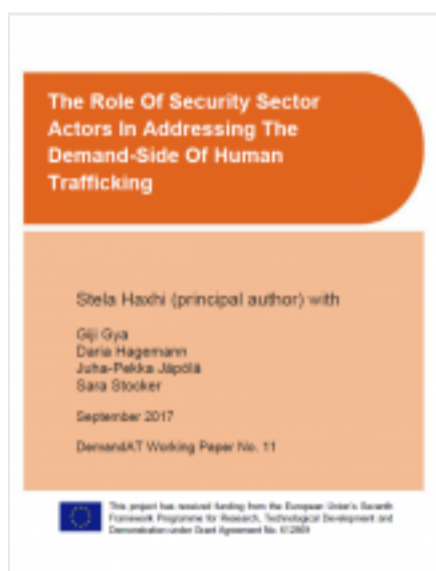 The Role Of Security Sector
Actors In Addressing The
Demand-Side Of Human
Trafficking
Stela Haxhi (principal author) with
Giji Gya
Daria Hagemann
Juha-Pekka Jäpölä
Sara Stocker
September 2017
DemandAT Working Paper No. 11
This project has received funding from the European Union's Seventh
Framework Programme for Research, Technological Development and
Demonstration under Grant Agreement No.